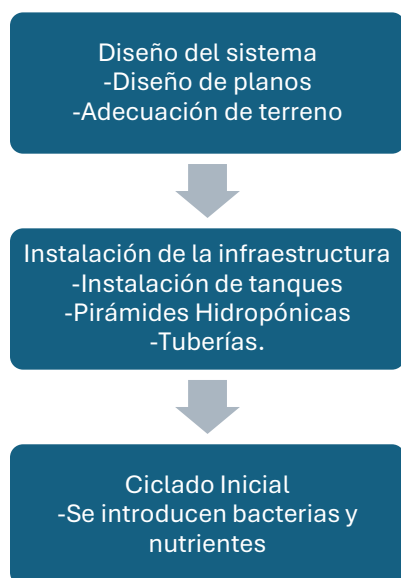 Diseño del sistema
-Diseño de planos
-Adecuación de terreno
Instalación de la infraestructura
-Instalación de tanques
-Pirámides Hidropónicas
-Tuberías.
Ciclado Inicial
-Se introducen bacterias y
nutrientes